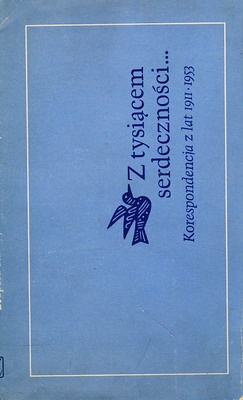 Z tysiącem
serdeczności...
Korespondencja z lat 1911-1953